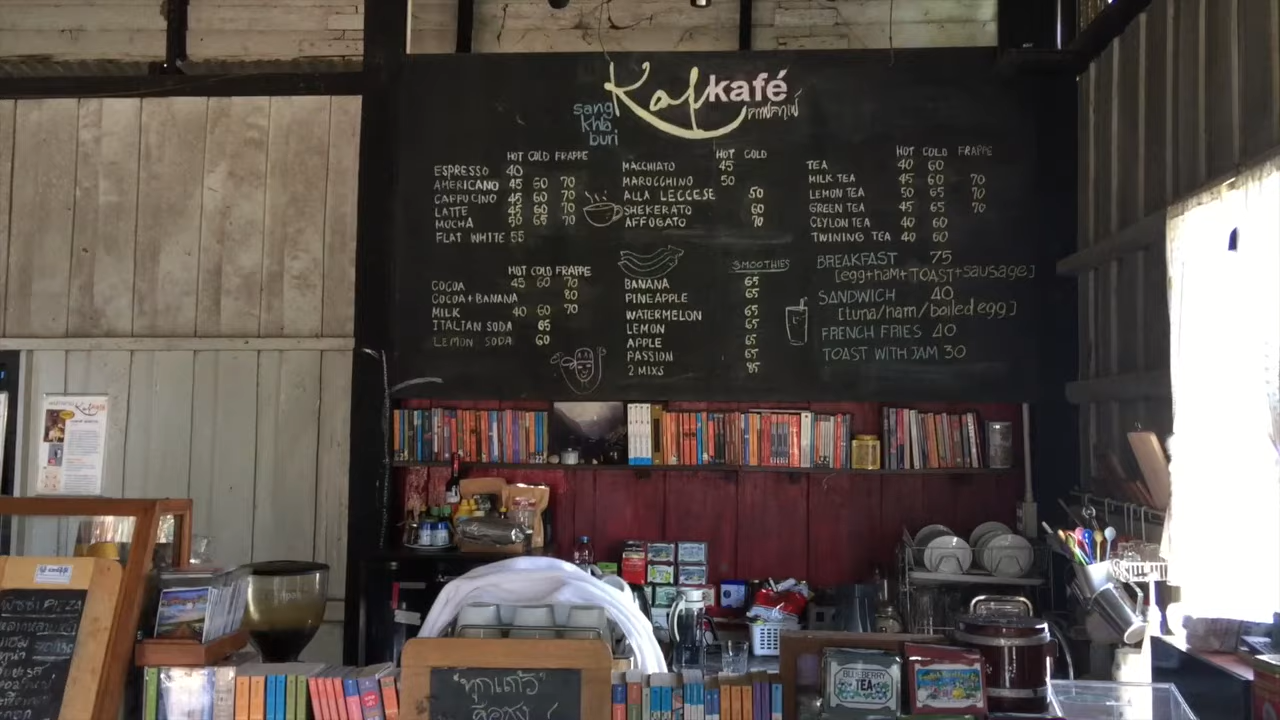 Kafkafé
sang
khla
buri
HOT COLD FRAPPE
ESPRESSO 40
AMERICANO 45 60 70
CAPPUCINO 45 60 70
LATTE 45 60 70
MOCHA 50 65 70
FLAT WHITE 55
HOT COLD FRAPPE
COCOA 45 60 70
COCOA+BANANA 80
MILK 40 60 70
ITALIAN SODA 65
LEMON SODA 60
HOT COLD
MACCHIATO 45
MAROCCHINO 50
ALLA LECCESE 50
SHEKERATO 60
AFFOGATO 70
SMOOTHIES
BANANA 65
PINEAPPLE 65
WATERMELON 65
LEMON 65
APPLE 65
PASSION 65
2 MIXS 85
HOT COLD FRAPPE
TEA 40 60
MILK TEA 45 60 70
LEMON TEA 50 65 70
GREEN TEA 45 65 70
CEYLON TEA 40 60
TWINING TEA 40 60
BREAKFAST 75
[egg+ham+TOAST+sausage]
SANDWICH 40
[tuna/ham/boiled egg]
FRENCH FRIES 40
TOAST WITH JAM 30
"ทุกแก้ว"
BLUEBERRY
TEA